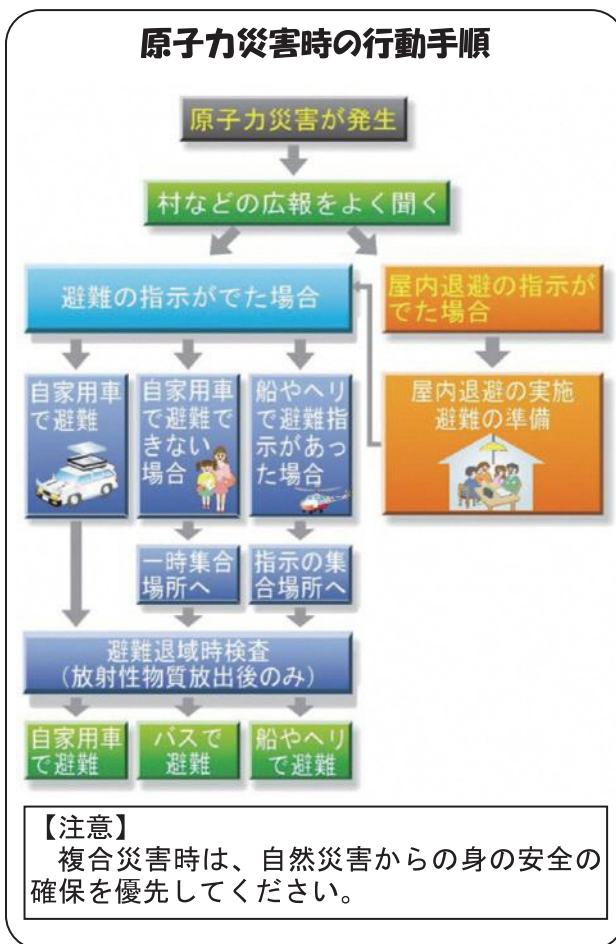 原子力災害時の行動手順
原子力災害が発生
村などの広報をよく聞く
避難の指示がでた場合
屋内退避の指示が
でた場合
自家用車
で避難
自家用車
で避難で
きない
場合
船やヘリ
で避難指
示があっ
た場合
屋内退避の実施
避難の準備
一時集合
場所へ
指示の集
合場所へ
避難退域時検査
(放射性物質放出後のみ)
自家用車
で避難
バスで
避難
船やヘリ
で避難
【注意】
複合災害時は、自然災害からの身の安全の
確保を優先してください。